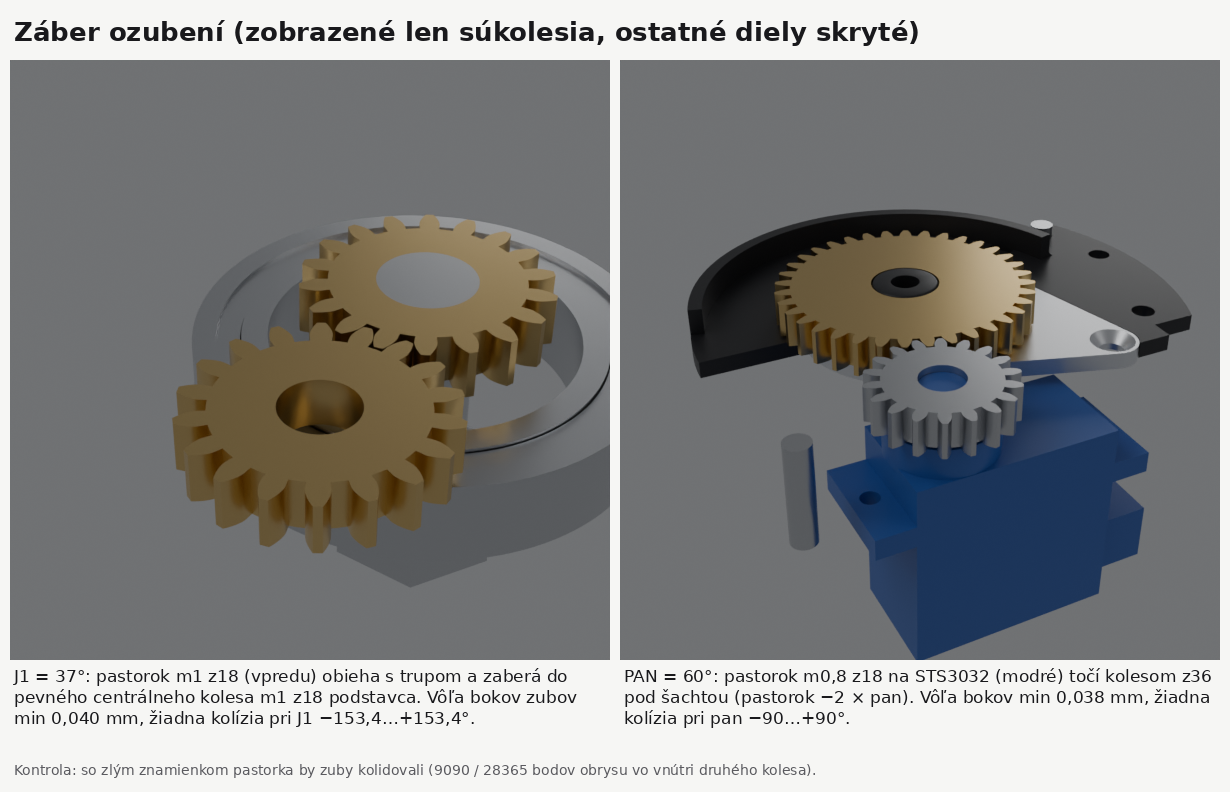 Záber ozubení (zobrazené len súkolesia, ostatné diely skryté)
J1 = 37°: pastorok m1 z18 (vpredu) obieha s trupom a zaberá do
pevného centrálneho kolesa m1 z18 podstavca. Vôľa bokov zubov
min 0,040 mm, žiadna kolízia pri J1 −153,4…+153,4°.
PAN = 60°: pastorok m0,8 z18 na STS3032 (modré) točí kolesom z36
pod šachtou (pastorok −2 × pan). Vôľa bokov min 0,038 mm, žiadna
kolízia pri pan −90…+90°.
Kontrola: so zlým znamienkom pastorka by zuby kolidovali (9090 / 28365 bodov obrysu vo vnútri druhého kolesa).